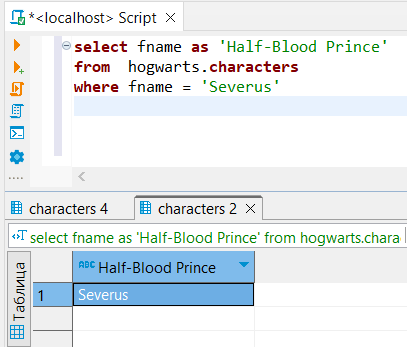 *<localhost> Script
select fname as 'Half-Blood Prince'
from  hogwarts.characters
where fname = 'Severus'
characters 4
characters 2
select fname as 'Half-Blood Prince' from hogwarts.chara
Таблица
ABC Half-Blood Prince
1 Severus